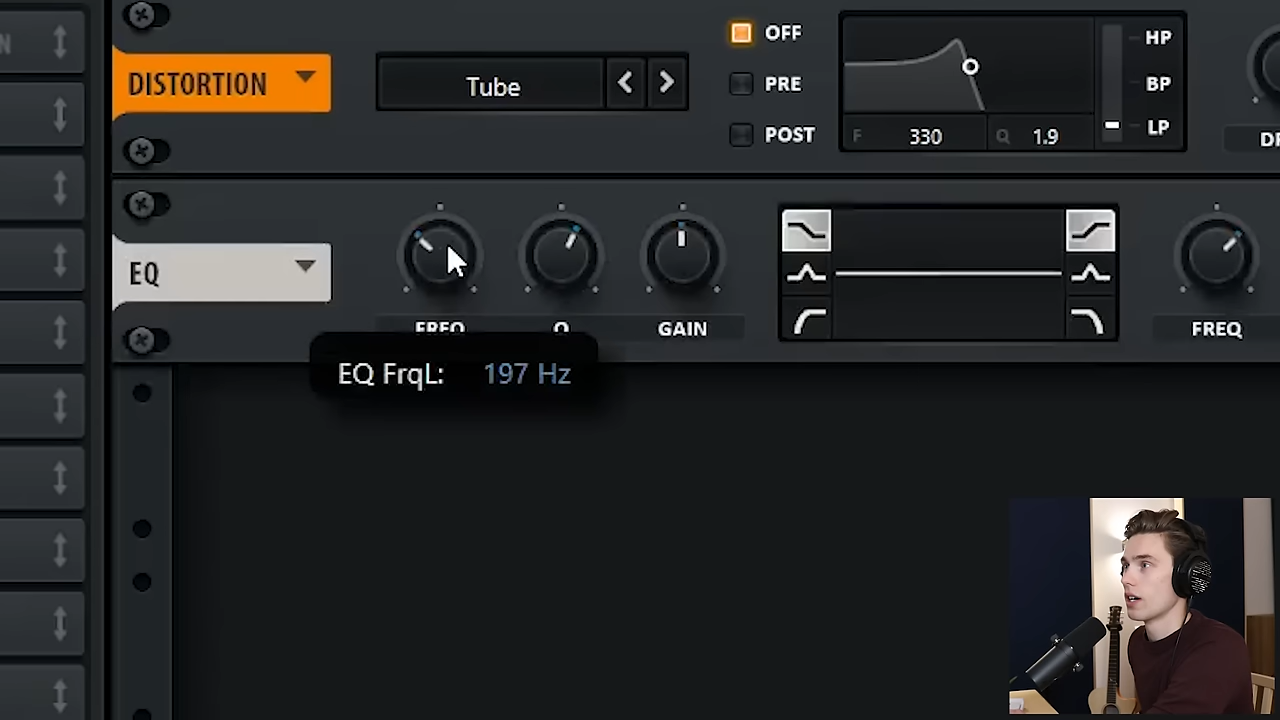 N
DISTORTION
Tube
OFF
PRE
POST
F 330 Q 1.9
HP
BP
LP
EQ
FREQ Q GAIN
FREQ
EQ FrqL: 197 Hz